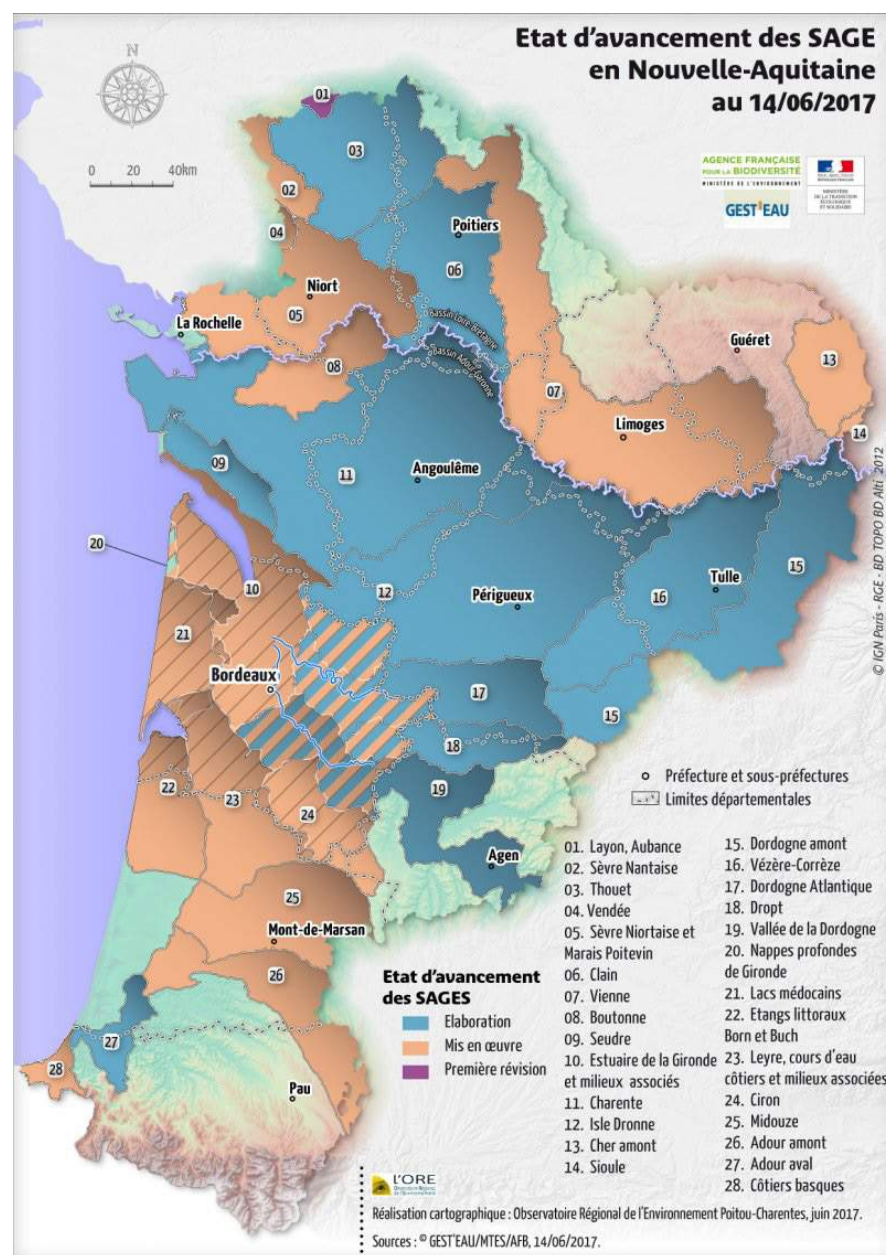 Etat d'avancement des SAGE
en Nouvelle-Aquitaine
au 14/06/2017
N
0 20 40km
AGENCE FRANÇAISE
POUR LA BIODIVERSITÉ
MINISTÈRE DE L'ENVIRONNEMENT
GEST'EAU
MINISTÈRE
DE LA TRANSITION
ÉCOLOGIQUE
ET SOLIDAIRE
01
03
02
04
Poitiers
06
Niort
05
La Rochelle
Bassin Loire-Bretagne
Bassin Adour-Garonne
Guéret
13
08
07
Limoges
14
09
11
Angoulême
20
10
12
Périgueux
16
Tulle
15
21
Bordeaux
17
15
18
19
22
23
24
Agen
25
Mont-de-Marsan
26
27
28
Pau
© IGN Paris - RGE - BD TOPO BD Alti 2012
Préfecture et sous-préfectures
Limites départementales
Etat d'avancement
des SAGES
Elaboration
Mis en œuvre
Première révision
01. Layon, Aubance
02. Sèvre Nantaise
03. Thouet
04. Vendée
05. Sèvre Niortaise et
Marais Poitevin
06. Clain
07. Vienne
08. Boutonne
09. Seudre
10. Estuaire de la Gironde
et milieux associés
11. Charente
12. Isle Dronne
13. Cher amont
14. Sioule
15. Dordogne amont
16. Vézère-Corrèze
17. Dordogne Atlantique
18. Dropt
19. Vallée de la Dordogne
20. Nappes profondes
de Gironde
21. Lacs médocains
22. Etangs littoraux
Born et Buch
23. Leyre, cours d'eau
côtiers et milieux associées
24. Ciron
25. Midouze
26. Adour amont
27. Adour aval
28. Côtiers basques
L'ORE
Réalisation cartographique : Observatoire Régional de l'Environnement Poitou-Charentes, juin 2017.
Sources : © GEST'EAU/MTES/AFB, 14/06/2017.